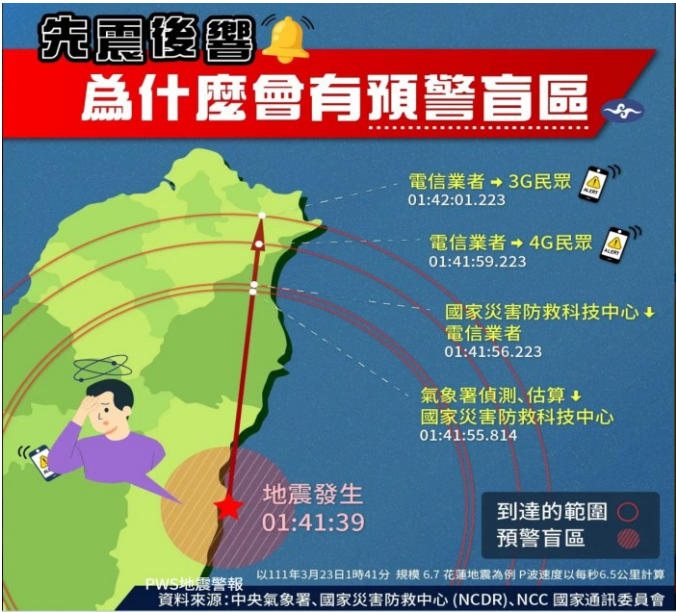 先震後響
為什麼會有預警盲區
電信業者➡3G民眾
01:42:01.223
ALERT
電信業者➡4G民眾
01:41:59.223
ALERT
國家災害防救科技中心⬇
電信業者
01:41:56.223
氣象署偵測、估算⬇
國家災害防救科技中心
01:41:55.814
地震發生
01:41:39
到達的範圍
預警盲區
以111年3月23日1時41分 規模 6.7 花蓮地震為例 P波速度以每秒6.5公里計算
PWS地震警報
資料來源:中央氣象署、國家災害防救中心 (NCDR)、NCC 國家通訊委員會